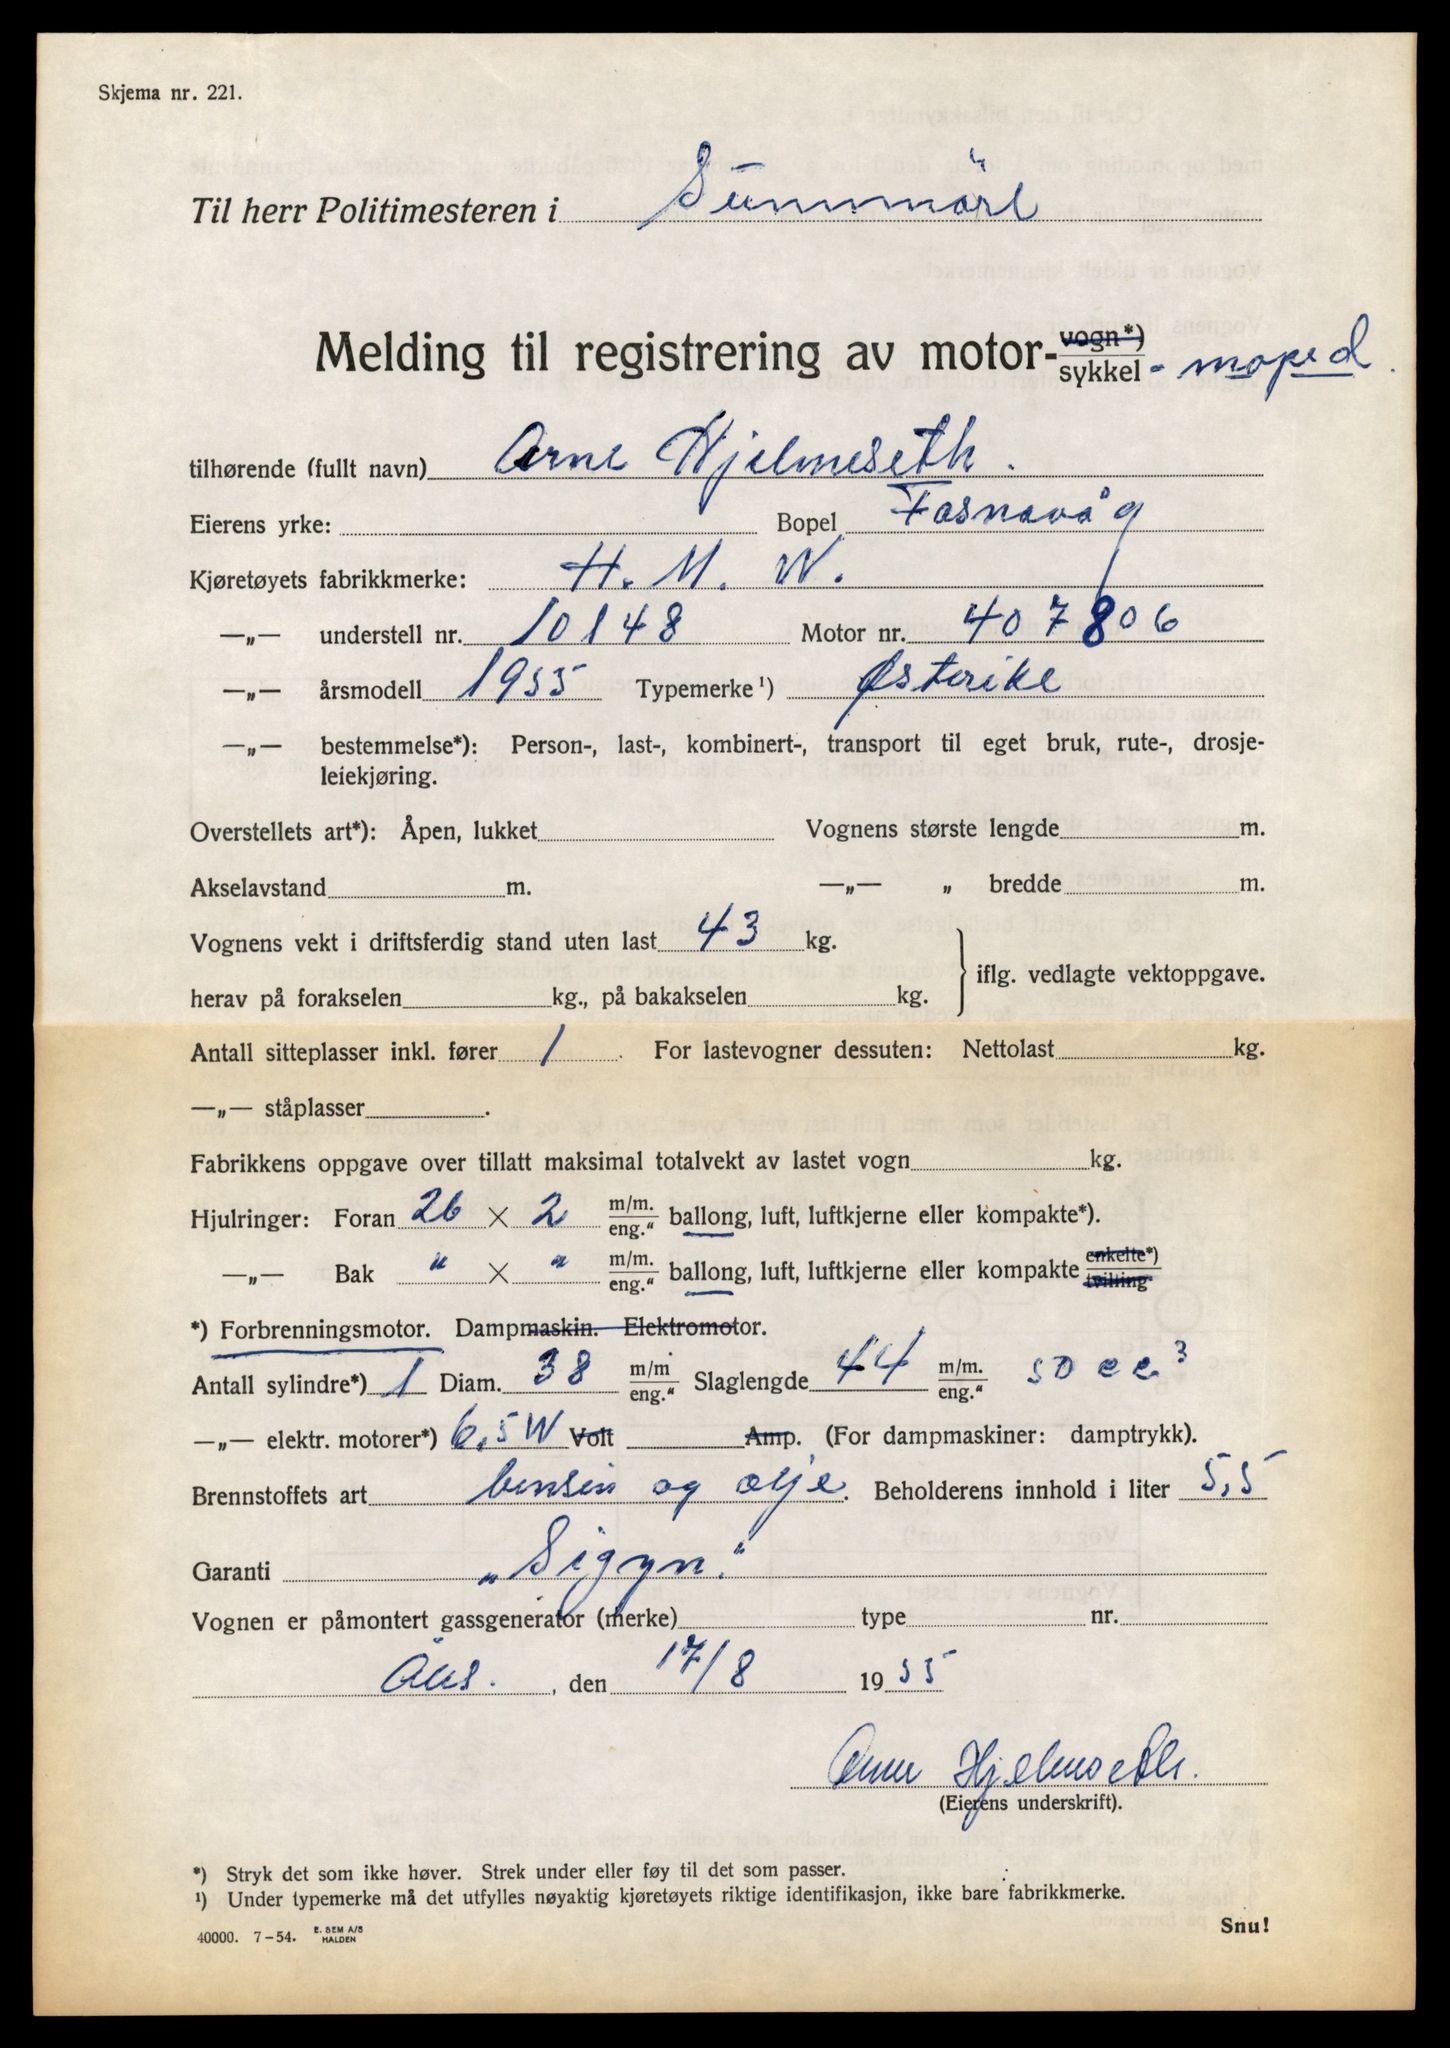 Skjema nr. 221.
Til herr Politimesteren i Sunnmöre
Melding til registrering av motor- vogn*) sykkel - moped.
tilhørende (fullt navn) Arne Hjelmeseth.
Eierens yrke: Bopel Fosnavåg
Kjøretøyets fabrikkmerke: H. M. W.
—„— understell nr. 10148 Motor nr. 407806
—„— årsmodell 1955 Typemerke¹) Østerike
—„— bestemmelse*): Person-, last-, kombinert-, transport til eget bruk, rute-, drosje-
leiekjøring.
Overstellets art*): Åpen, lukket Vognens største lengde m.
Akselavstand m. —„— „ bredde m.
Vognens vekt i driftsferdig stand uten last 43 kg.
iflg. vedlagte vektoppgave.
herav på forakselen kg., på bakakselen kg.
Antall sitteplasser inkl. fører 1. For lastevogner dessuten: Nettolast kg.
—„— ståplasser.
Fabrikkens oppgave over tillatt maksimal totalvekt av lastet vogn kg.
Hjulringer: Foran 26 × 2 m/m. eng.“ ballong, luft, luftkjerne eller kompakte*).
—„— Bak " × " m/m. eng.“ ballong, luft, luftkjerne eller kompakte enkelte*) tvilling
*) Forbrenningsmotor. Dampmaskin. Elektromotor.
Antall sylindre*) 1 Diam. 38 m/m eng.“ Slaglengde 44 m/m. eng.“ 50 cc³
—„— elektr. motorer*) 6,5 W Volt Amp. (For dampmaskiner: damptrykk).
Brennstoffets art bensin og olje. Beholderens innhold i liter 5,5
Garanti „Sigyn."
Vognen er påmontert gassgenerator (merke) type nr.
Åls., den 17/8 1955
Arne Hjelmseth.
(Eierens underskrift).
*) Stryk det som ikke høver. Strek under eller føy til det som passer.
¹) Under typemerke må det utfylles nøyaktig kjøretøyets riktige identifikasjon, ikke bare fabrikkmerke.
40000. 7–54. E. SEM A/S HALDEN
Snu!